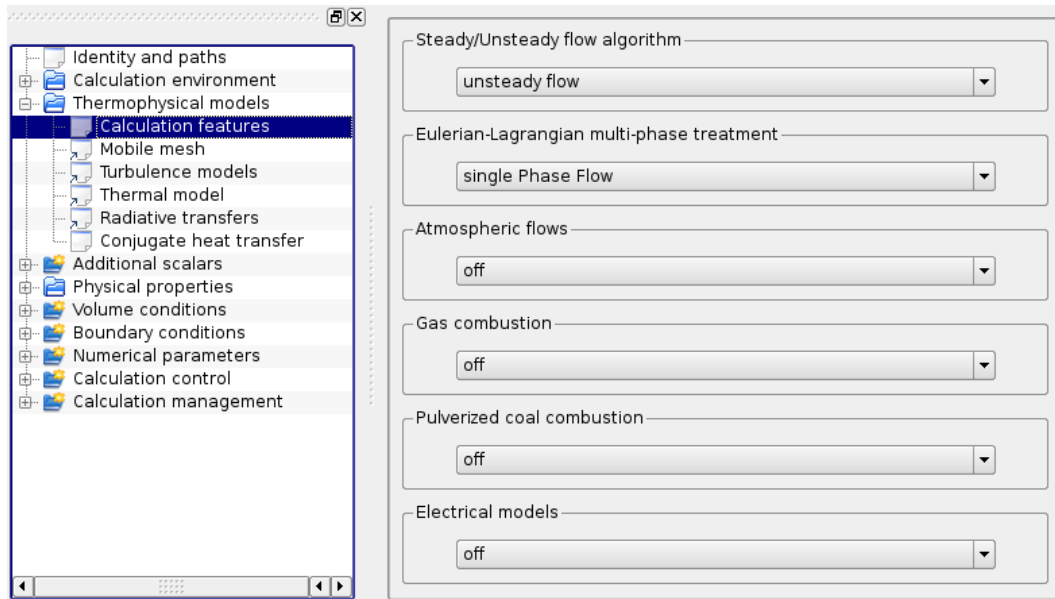 Identity and paths
Calculation environment
Thermophysical models
Calculation features
Mobile mesh
Turbulence models
Thermal model
Radiative transfers
Conjugate heat transfer
Additional scalars
Physical properties
Volume conditions
Boundary conditions
Numerical parameters
Calculation control
Calculation management
Steady/Unsteady flow algorithm
unsteady flow
Eulerian-Lagrangian multi-phase treatment
single Phase Flow
Atmospheric flows
off
Gas combustion
off
Pulverized coal combustion
off
Electrical models
off